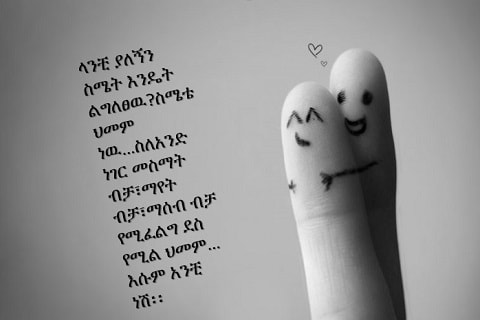 ላንቺ ያለኝን
ስሜት እንዴት
ልግለፀዉ?ስሜቴ
ህመም
ነዉ...ስለአንድ
ነገር መስማት
ብቻ፣ማየት
ብቻ፣ማሰብ ብቻ
የሚፈልግ ደስ
የሚል ህመም...
እሱም አንቺ
ነሽ፡፡